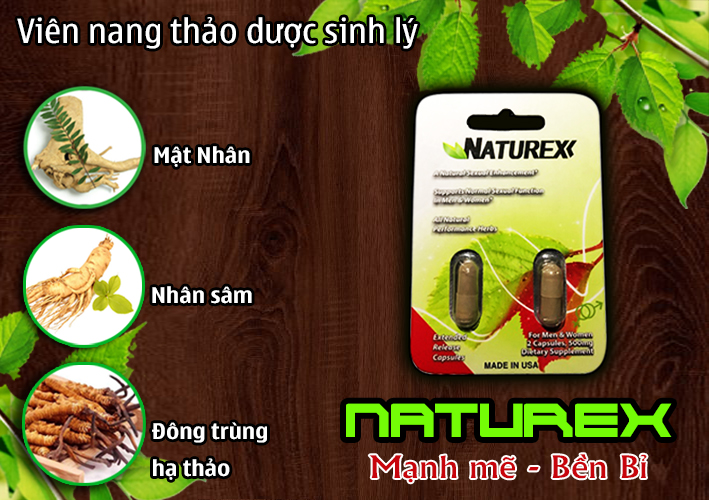 Viên nang thảo dược sinh lý
Mật Nhân
Nhân sâm
Đông trùng
hạ thảo
NATUREX
A Natural Sexual Enhancement*
Supports Normal Sexual Function
in Men & Women*
All Natural
Performance Herbs
Extended
Release
Capsules
For Men & Women
2 Capsules, 500mg
Dietary Supplement
MADE IN USA
NATUREX
Mạnh mẽ - Bền Bỉ